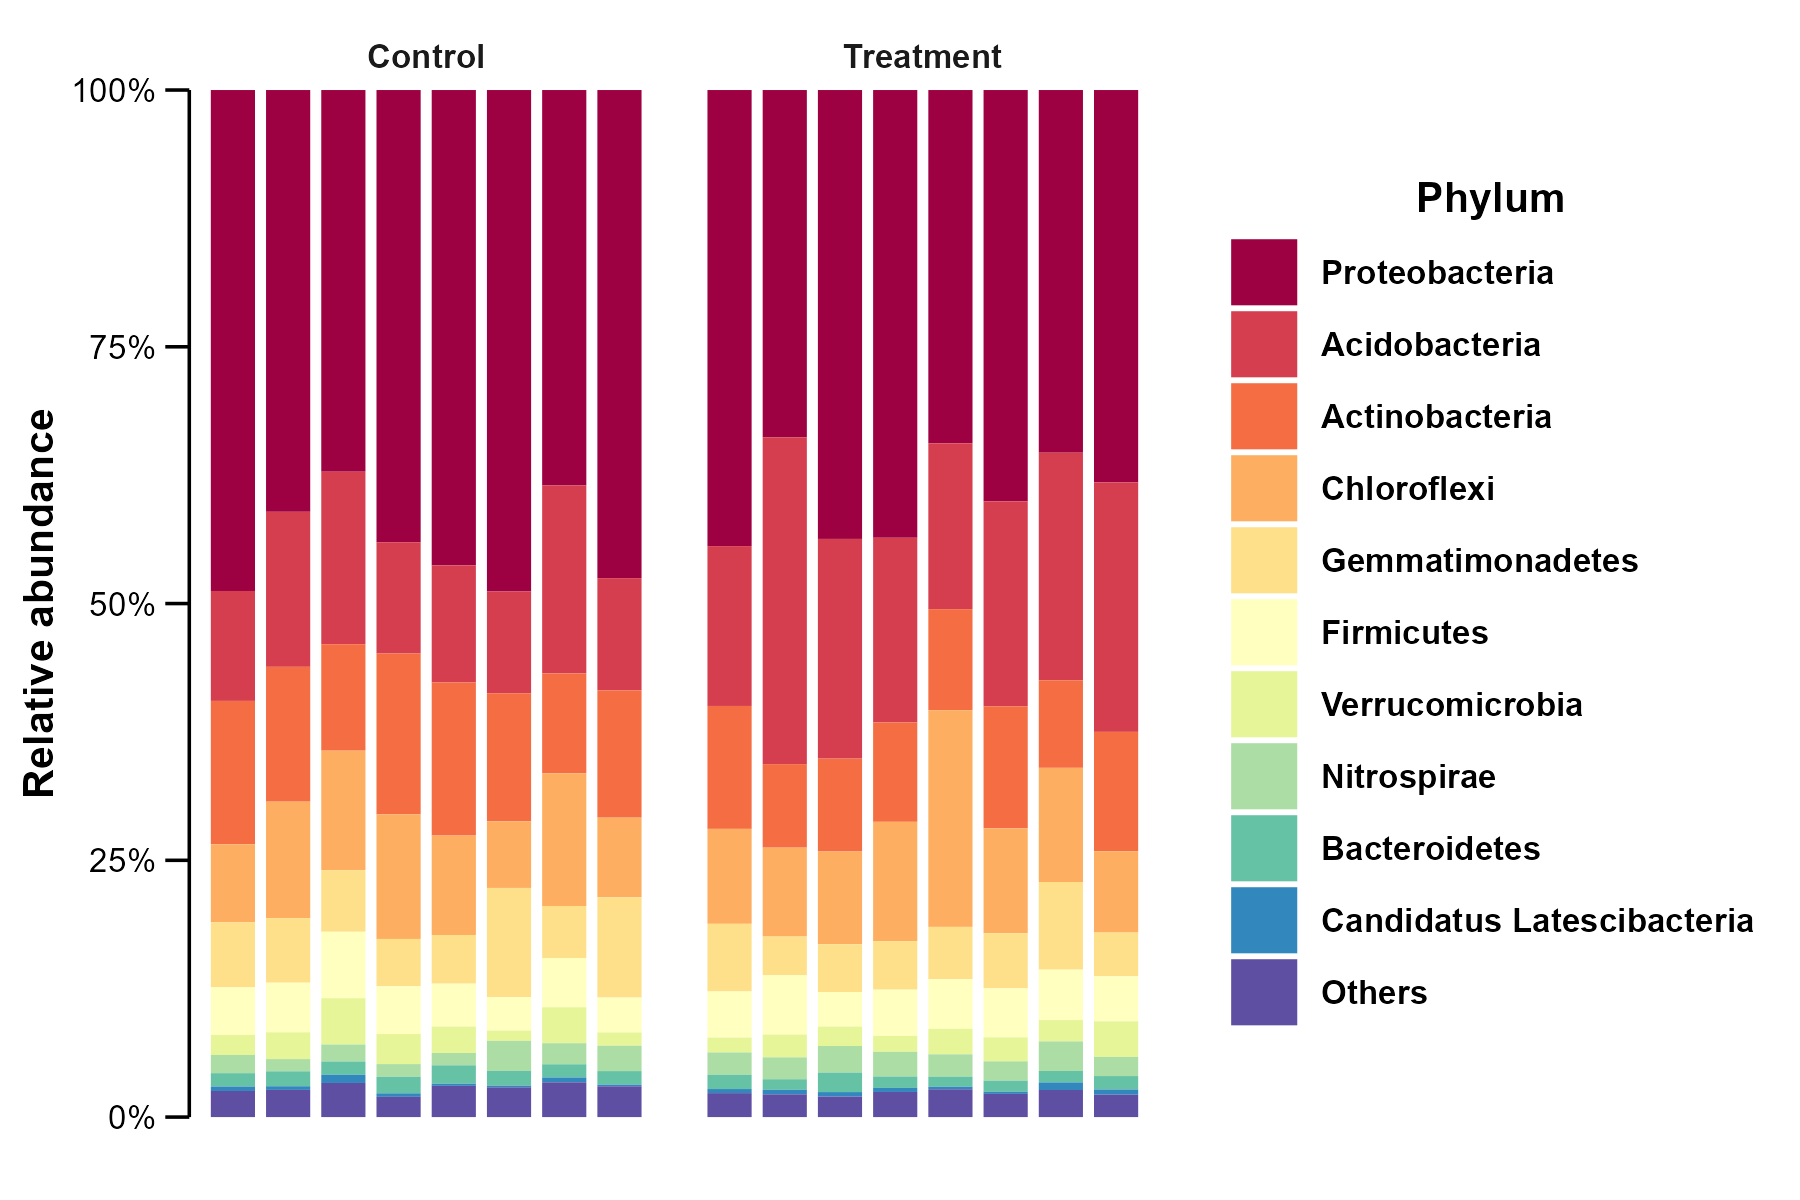 Control
Treatment
100%
75%
50%
25%
0%
Relative abundance
Phylum
Proteobacteria
Acidobacteria
Actinobacteria
Chloroflexi
Gemmatimonadetes
Firmicutes
Verrucomicrobia
Nitrospirae
Bacteroidetes
Candidatus Latescibacteria
Others